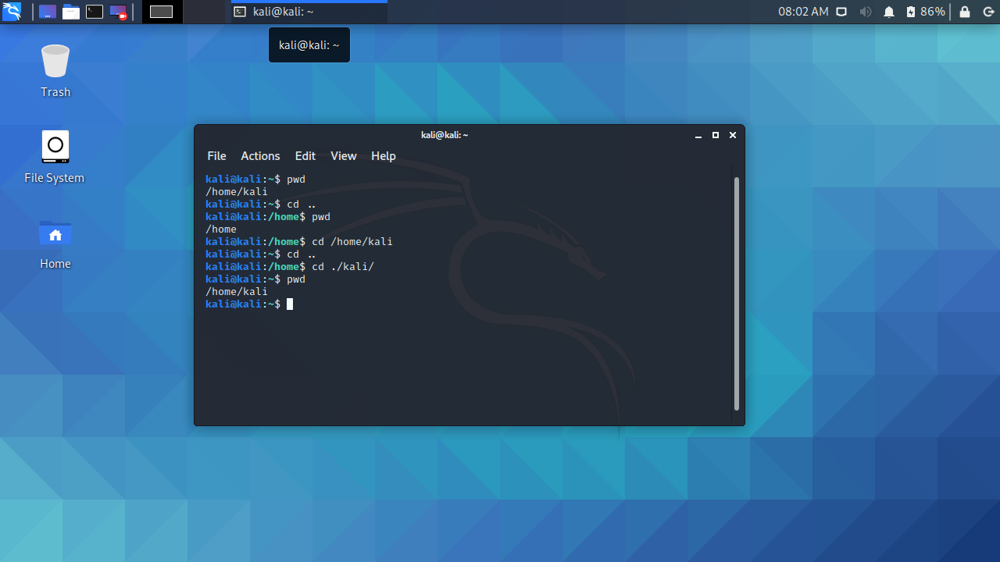 kali@kali: ~
08:02 AM
86%
kali@kali: ~
Trash
File System
Home
kali@kali: ~
File Actions Edit View Help
kali@kali:~$ pwd
/home/kali
kali@kali:~$ cd ..
kali@kali:/home$ pwd
/home
kali@kali:/home$ cd /home/kali
kali@kali:~$ cd ..
kali@kali:/home$ cd ./kali/
kali@kali:~$ pwd
/home/kali
kali@kali:~$